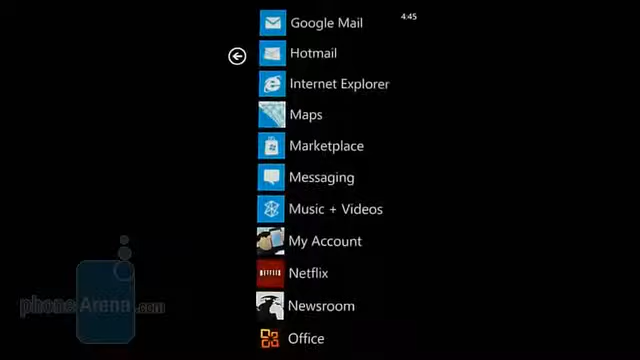 4:45
Google Mail
Hotmail
Internet Explorer
Maps
Marketplace
Messaging
Music + Videos
My Account
NETFLIX
Netflix
Newsroom
Office
phoneArena.com